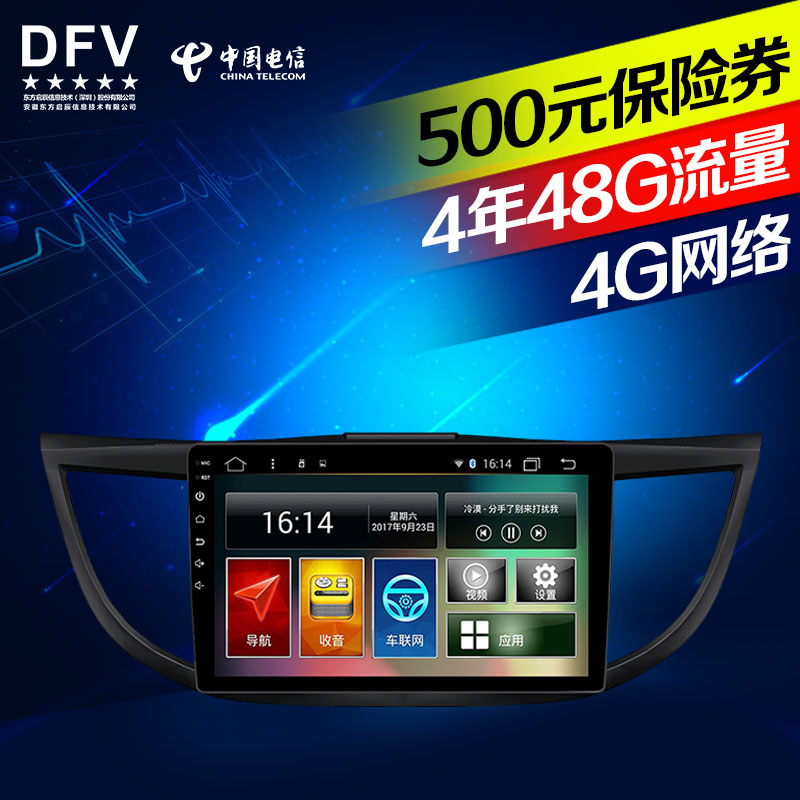 DFV
★★★★★
东方启辰信息技术(深圳)股份有限公司
安徽东方启辰信息技术有限公司
中国电信
CHINA TELECOM
500元保险券
4年48G流量
4G网络
MIC
RST
16:14
16:14
星期六
2017年9月23日
冷漠 - 分手了别来打扰我
导航
收音
车联网
视频
设置
应用